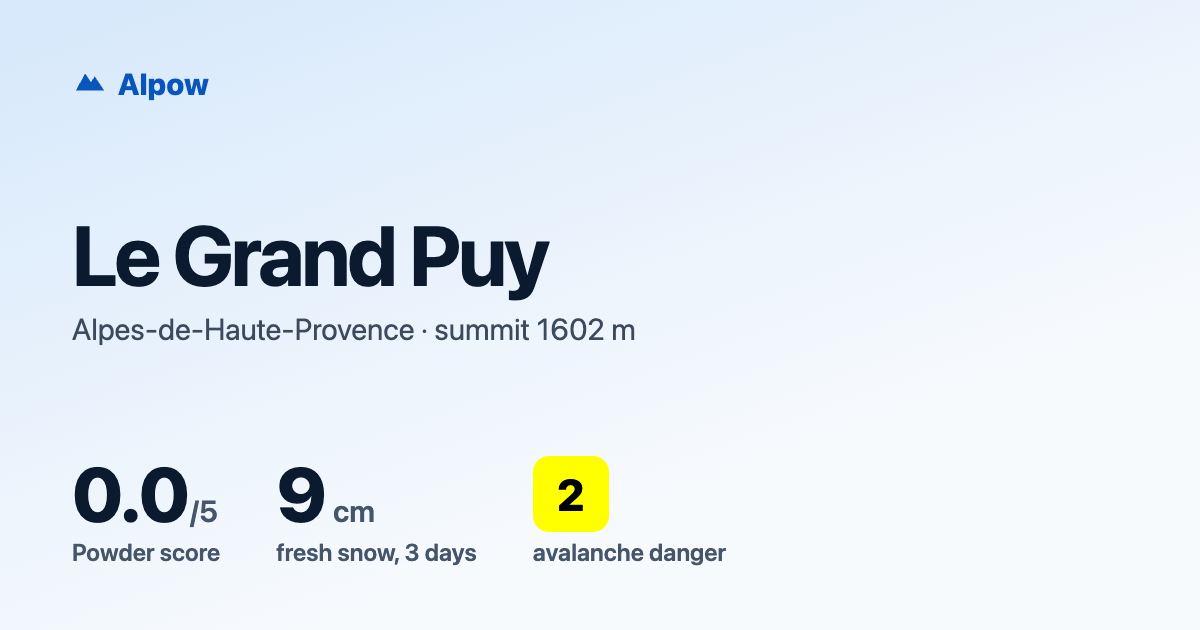 Alpow
Le Grand Puy
Alpes-de-Haute-Provence · summit 1602 m
0.0/5 9 cm 2
Powder score fresh snow, 3 days avalanche danger